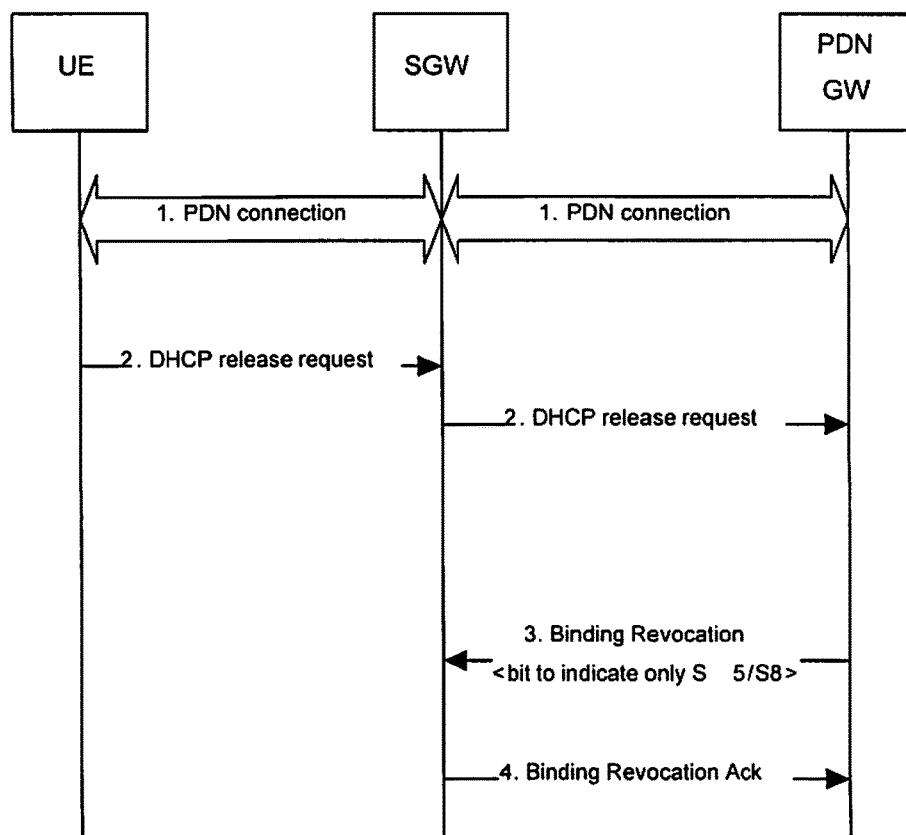 UE
SGW
PDN
GW
1. PDN connection
1. PDN connection
2. DHCP release request
2. DHCP release request
3. Binding Revocation
<bit to indicate only S 5/S8>
4. Binding Revocation Ack